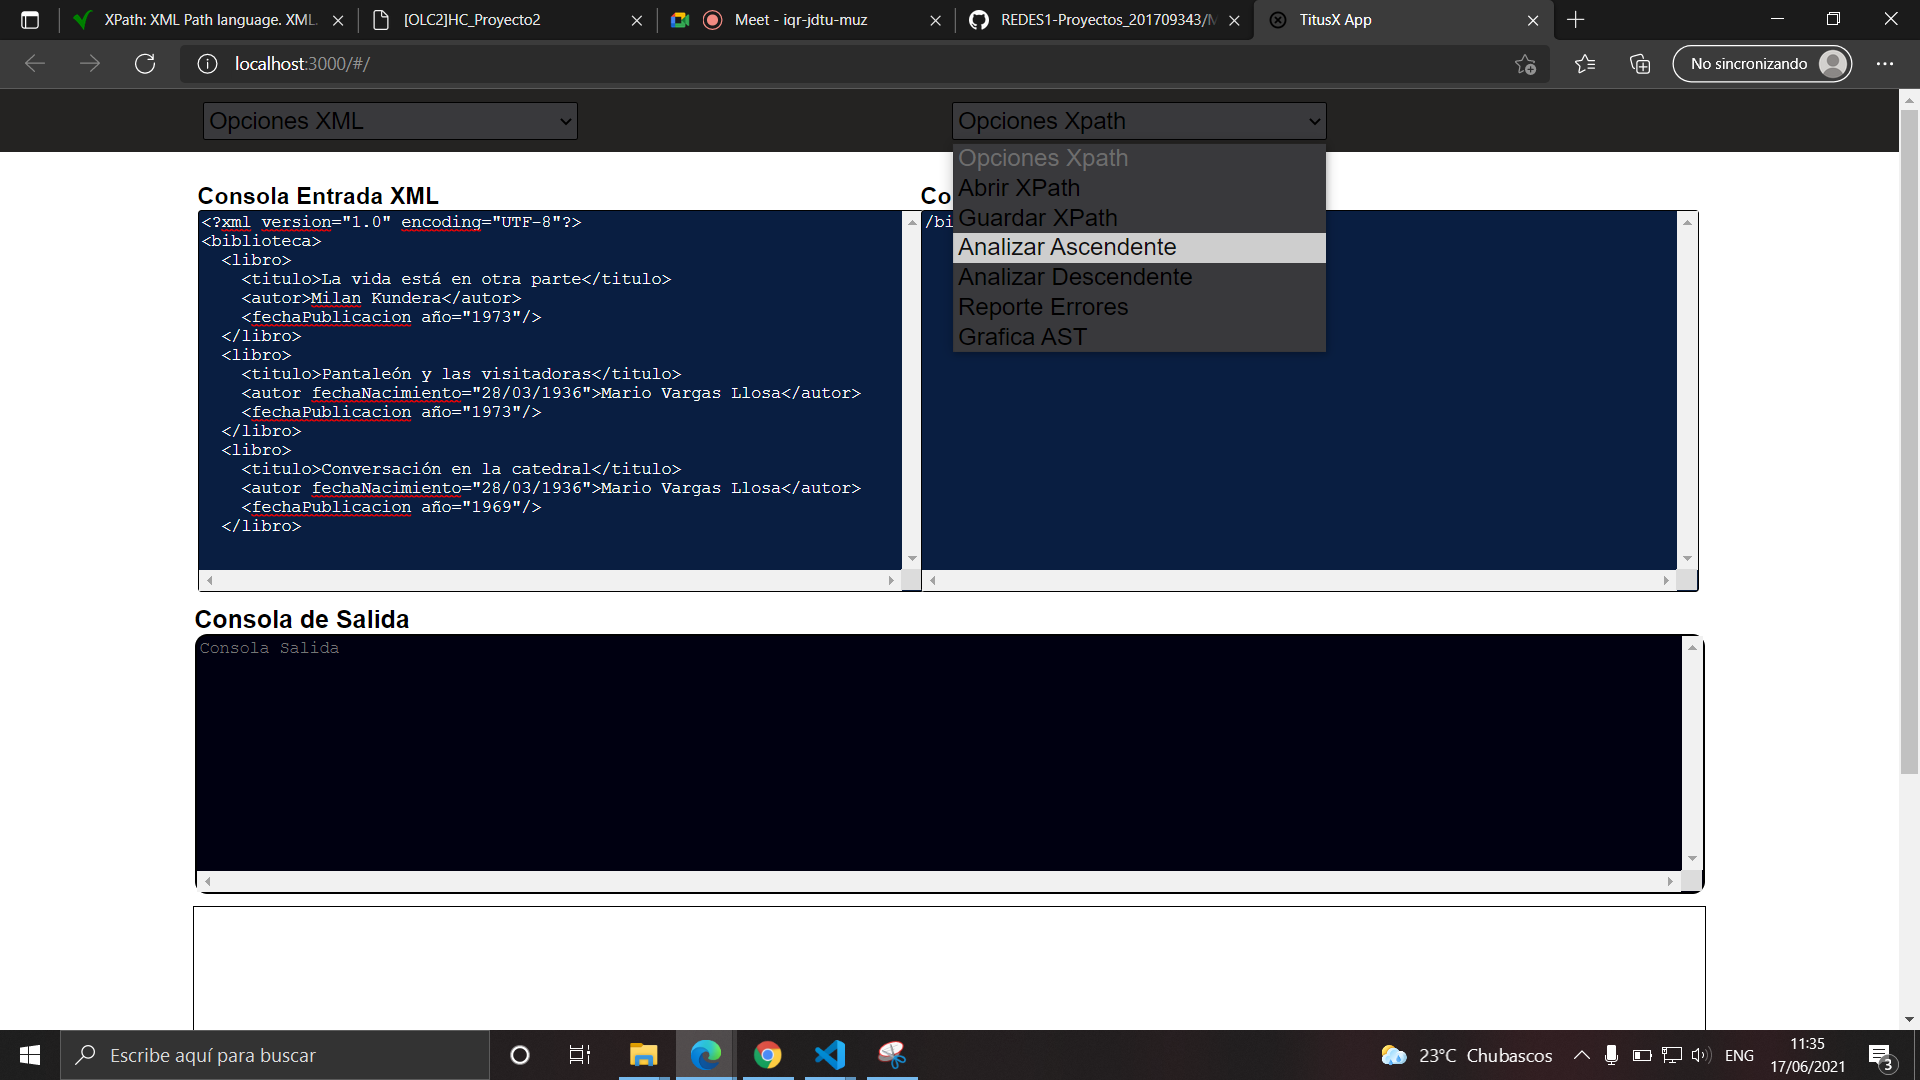 XPath: XML Path language. XML.
[OLC2]HC_Proyecto2
Meet - iqr-jdtu-muz
REDES1-Proyectos_201709343/M
TitusX App
localhost:3000/#/
No sincronizando
Opciones XML
Opciones Xpath
Opciones Xpath
Abrir XPath
Guardar XPath
Analizar Ascendente
Analizar Descendente
Reporte Errores
Grafica AST
Consola Entrada XML
Co
<?xml version="1.0" encoding="UTF-8"?>
<biblioteca>
  <libro>
    <titulo>La vida está en otra parte</titulo>
    <autor>Milan Kundera</autor>
    <fechaPublicacion año="1973"/>
  </libro>
  <libro>
    <titulo>Pantaleón y las visitadoras</titulo>
    <autor fechaNacimiento="28/03/1936">Mario Vargas Llosa</autor>
    <fechaPublicacion año="1973"/>
  </libro>
  <libro>
    <titulo>Conversación en la catedral</titulo>
    <autor fechaNacimiento="28/03/1936">Mario Vargas Llosa</autor>
    <fechaPublicacion año="1969"/>
  </libro>
/bi
Consola de Salida
Consola Salida
Escribe aquí para buscar
23°C Chubascos
ENG
11:35
17/06/2021
3